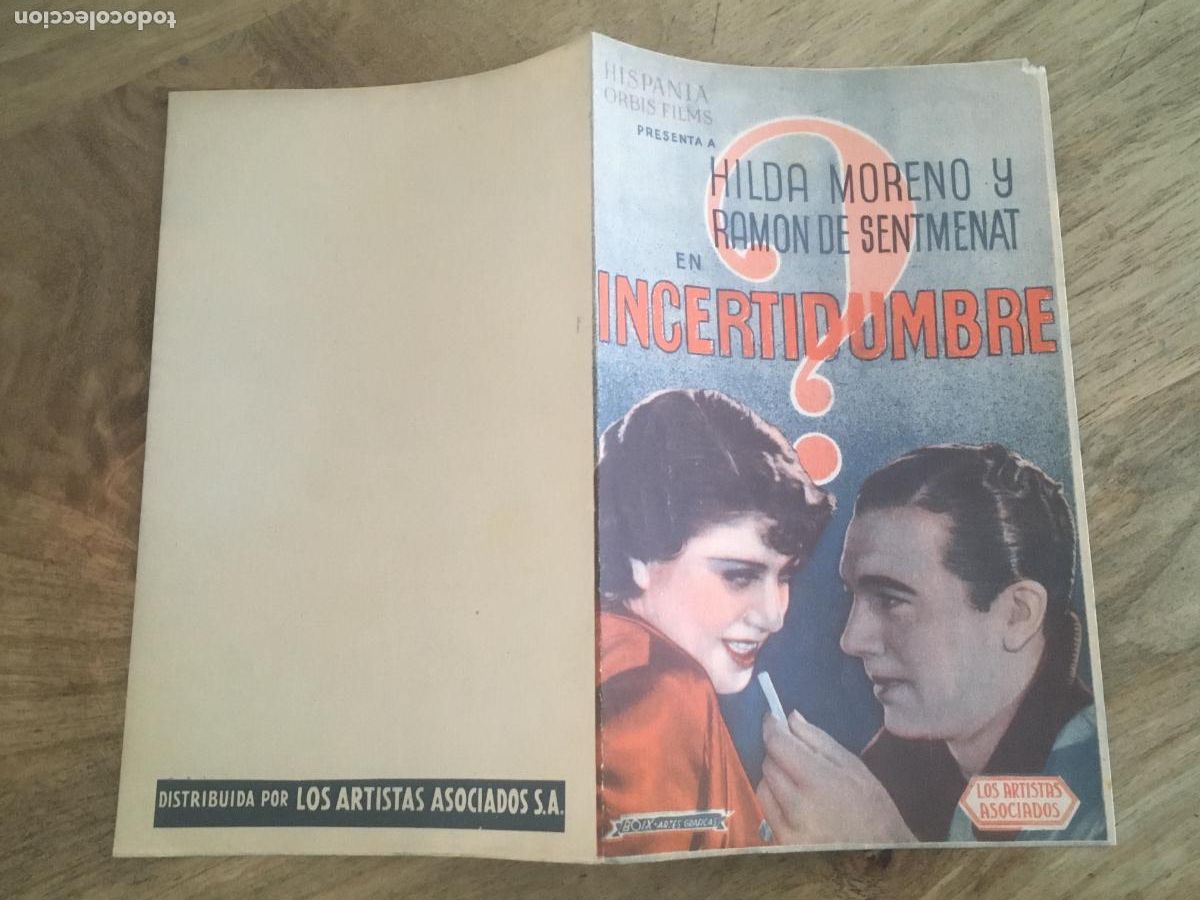 todocoleccion
HISPANIA
ORBIS FILMS
PRESENTA A
HILDA MORENO Y
RAMON DE SENTMENAT
EN
INCERTIDUMBRE
?
LOS ARTISTAS
ASOCIADOS
BOIX - ARTES GRAFICAS
DISTRIBUIDA POR LOS ARTISTAS ASOCIADOS S.A.